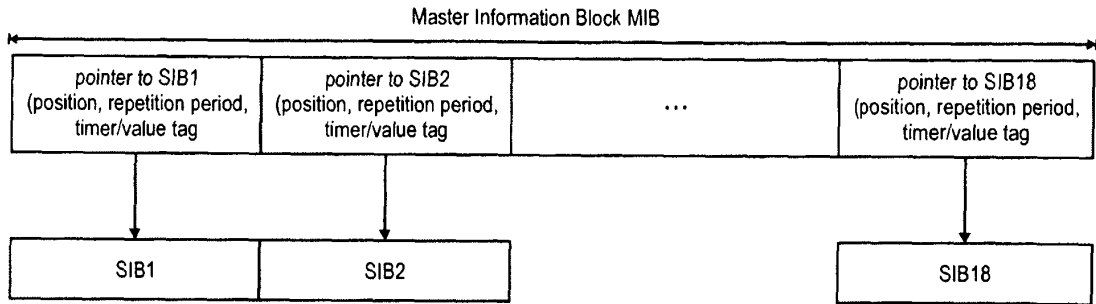 Master Information Block MIB
pointer to SIB1
(position, repetition period,
timer/value tag
pointer to SIB2
(position, repetition period,
timer/value tag
...
pointer to SIB18
(position, repetition period,
timer/value tag
SIB1
SIB2
SIB18